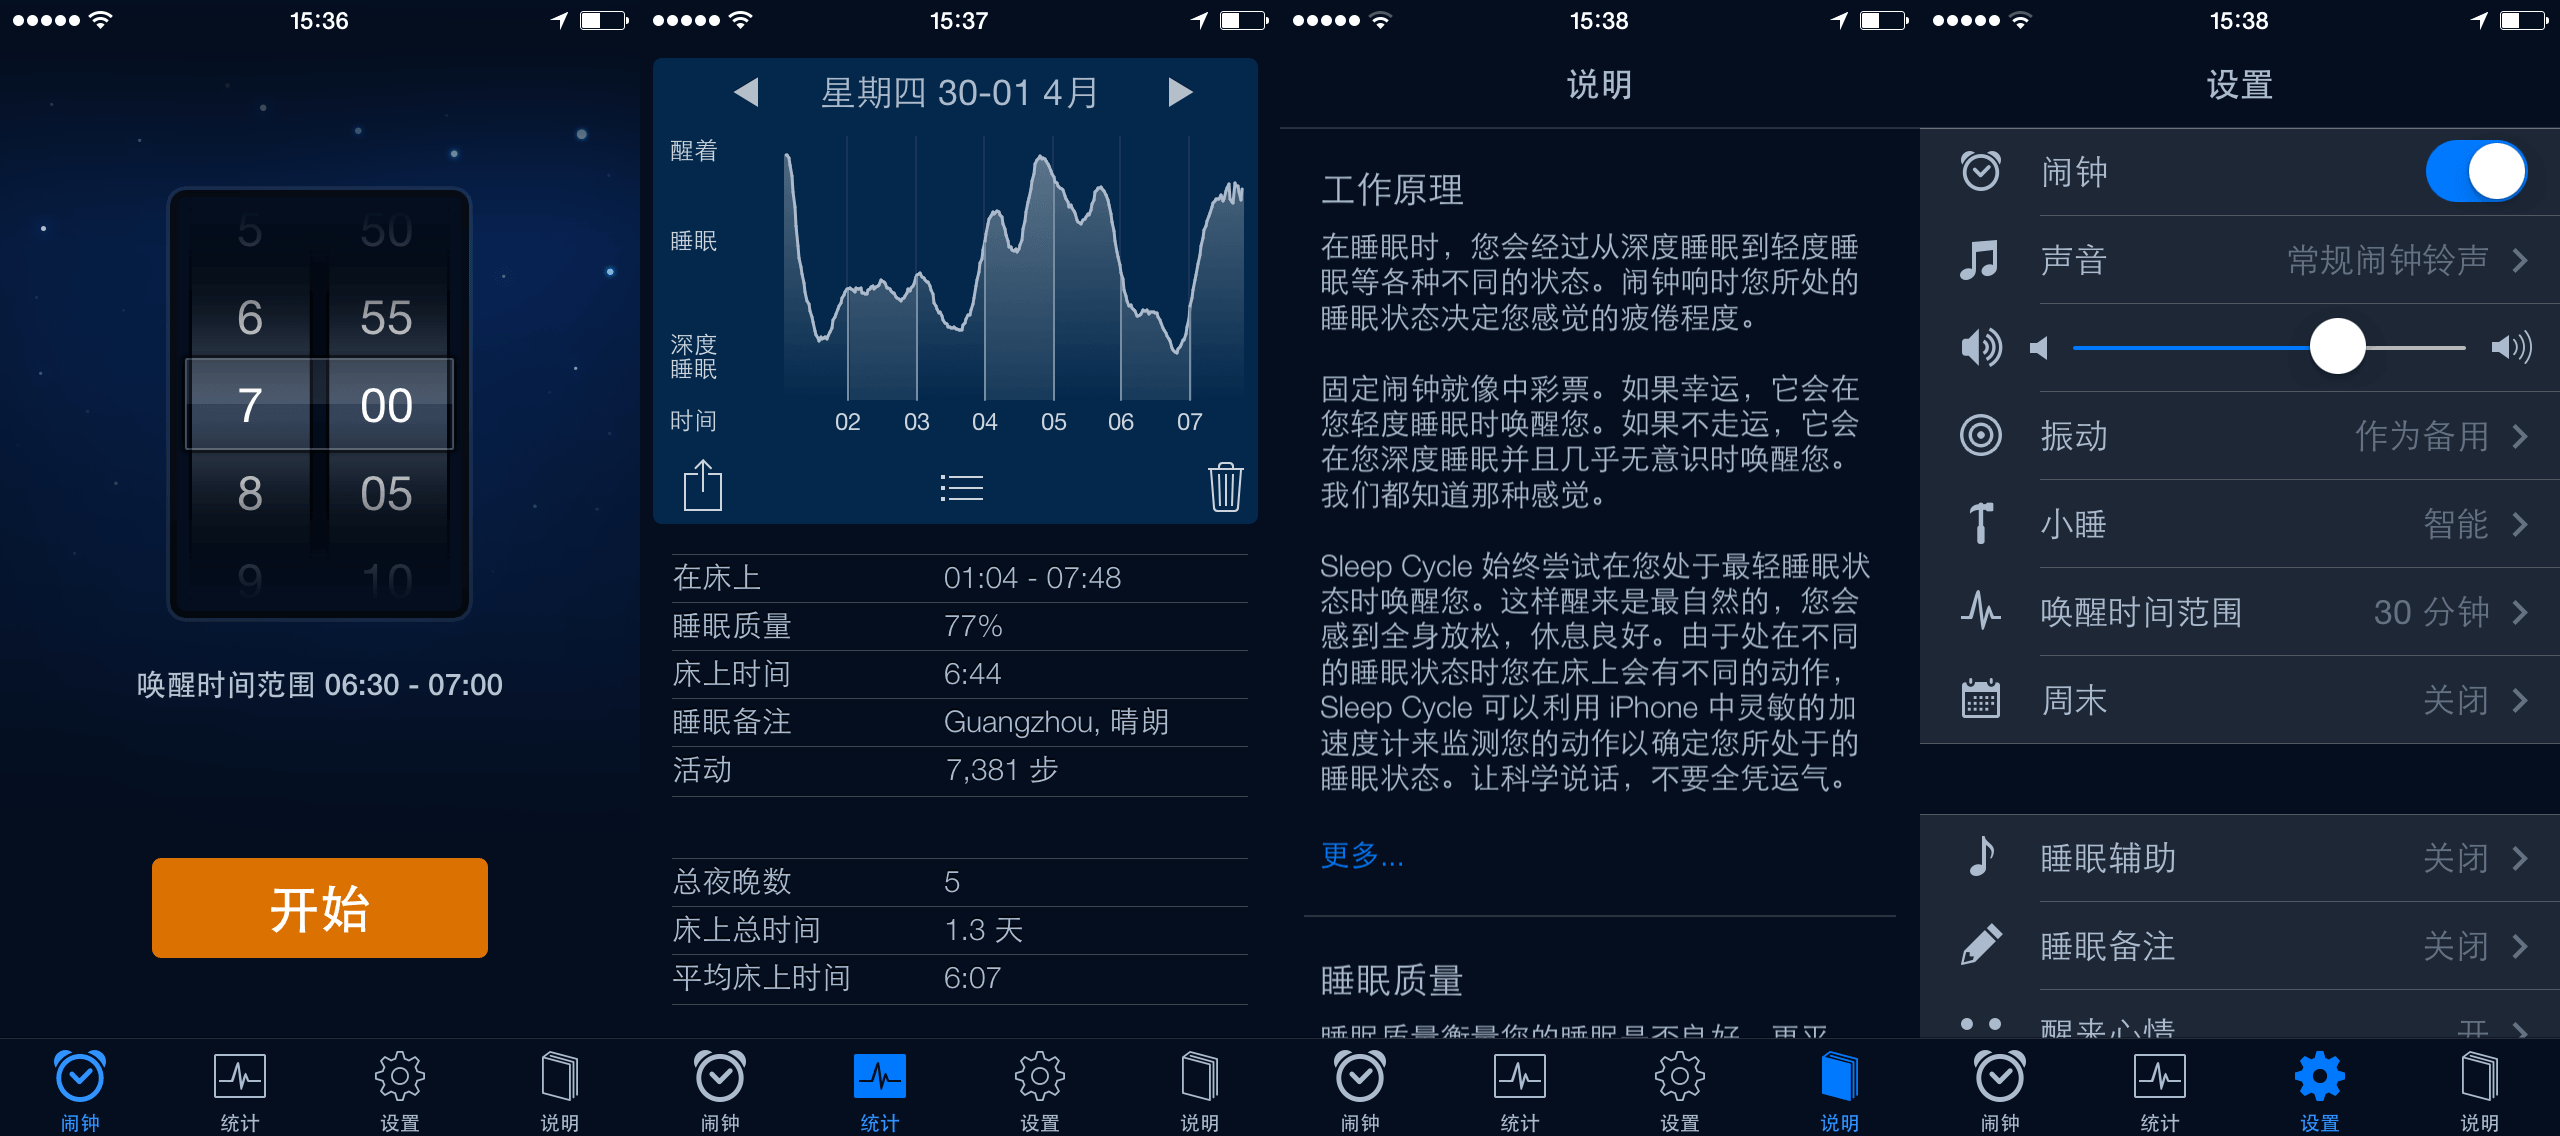 15:36
5 50
6 55
7 00
8 05
9 10
唤醒时间范围 06:30 - 07:00
开始
闹钟 统计 设置 说明
15:37
星期四 30-01 4月
醒着
睡眠
深度
睡眠
时间 02 03 04 05 06 07
在床上 01:04 - 07:48
睡眠质量 77%
床上时间 6:44
睡眠备注 Guangzhou, 晴朗
活动 7,381 步
总夜晚数 5
床上总时间 1.3 天
平均床上时间 6:07
闹钟 统计 设置 说明
15:38
说明
工作原理
在睡眠时，您会经过从深度睡眠到轻度睡
眠等各种不同的状态。闹钟响时您所处的
睡眠状态决定您感觉的疲倦程度。
固定闹钟就像中彩票。如果幸运，它会在
您轻度睡眠时唤醒您。如果不走运，它会
在您深度睡眠并且几乎无意识时唤醒您。
我们都知道那种感觉。
Sleep Cycle 始终尝试在您处于最轻睡眠状
态时唤醒您。这样醒来是最自然的，您会
感到全身放松，休息良好。由于处在不同
的睡眠状态时您在床上会有不同的动作，
Sleep Cycle 可以利用 iPhone 中灵敏的加
速度计来监测您的动作以确定您所处于的
睡眠状态。让科学说话，不要全凭运气。
更多...
睡眠质量
睡眠质量衡量您的睡眠是否良好，更平
闹钟 统计 设置 说明
15:38
设置
闹钟
声音 常规闹钟铃声
振动 作为备用
小睡 智能
唤醒时间范围 30 分钟
周末 关闭
睡眠辅助 关闭
睡眠备注 关闭
醒来心情 开
闹钟 统计 设置 说明